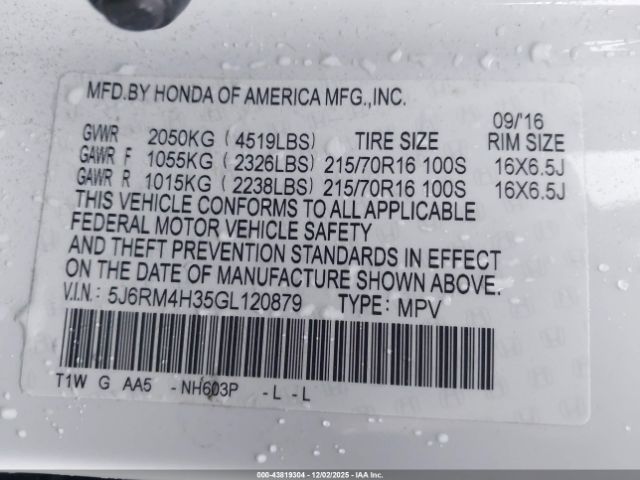 MFD.BY HONDA OF AMERICA MFG.,INC.
09/'16
GVWR 2050KG ( 4519LBS) TIRE SIZE RIM SIZE
GAWR F 1055KG ( 2326LBS) 215/70R16 100S 16X6.5J
GAWR R 1015KG ( 2238LBS) 215/70R16 100S 16X6.5J
THIS VEHICLE CONFORMS TO ALL APPLICABLE
FEDERAL MOTOR VEHICLE SAFETY
AND THEFT PREVENTION STANDARDS IN EFFECT
ON THE DATE OF MANUFACTURE SHOWN ABOVE.
V.I.N.: 5J6RM4H35GL120879 TYPE: MPV
T1W G AA5 -NH603P -L -L
000-43819304 | 12/02/2025 | IAA Inc.